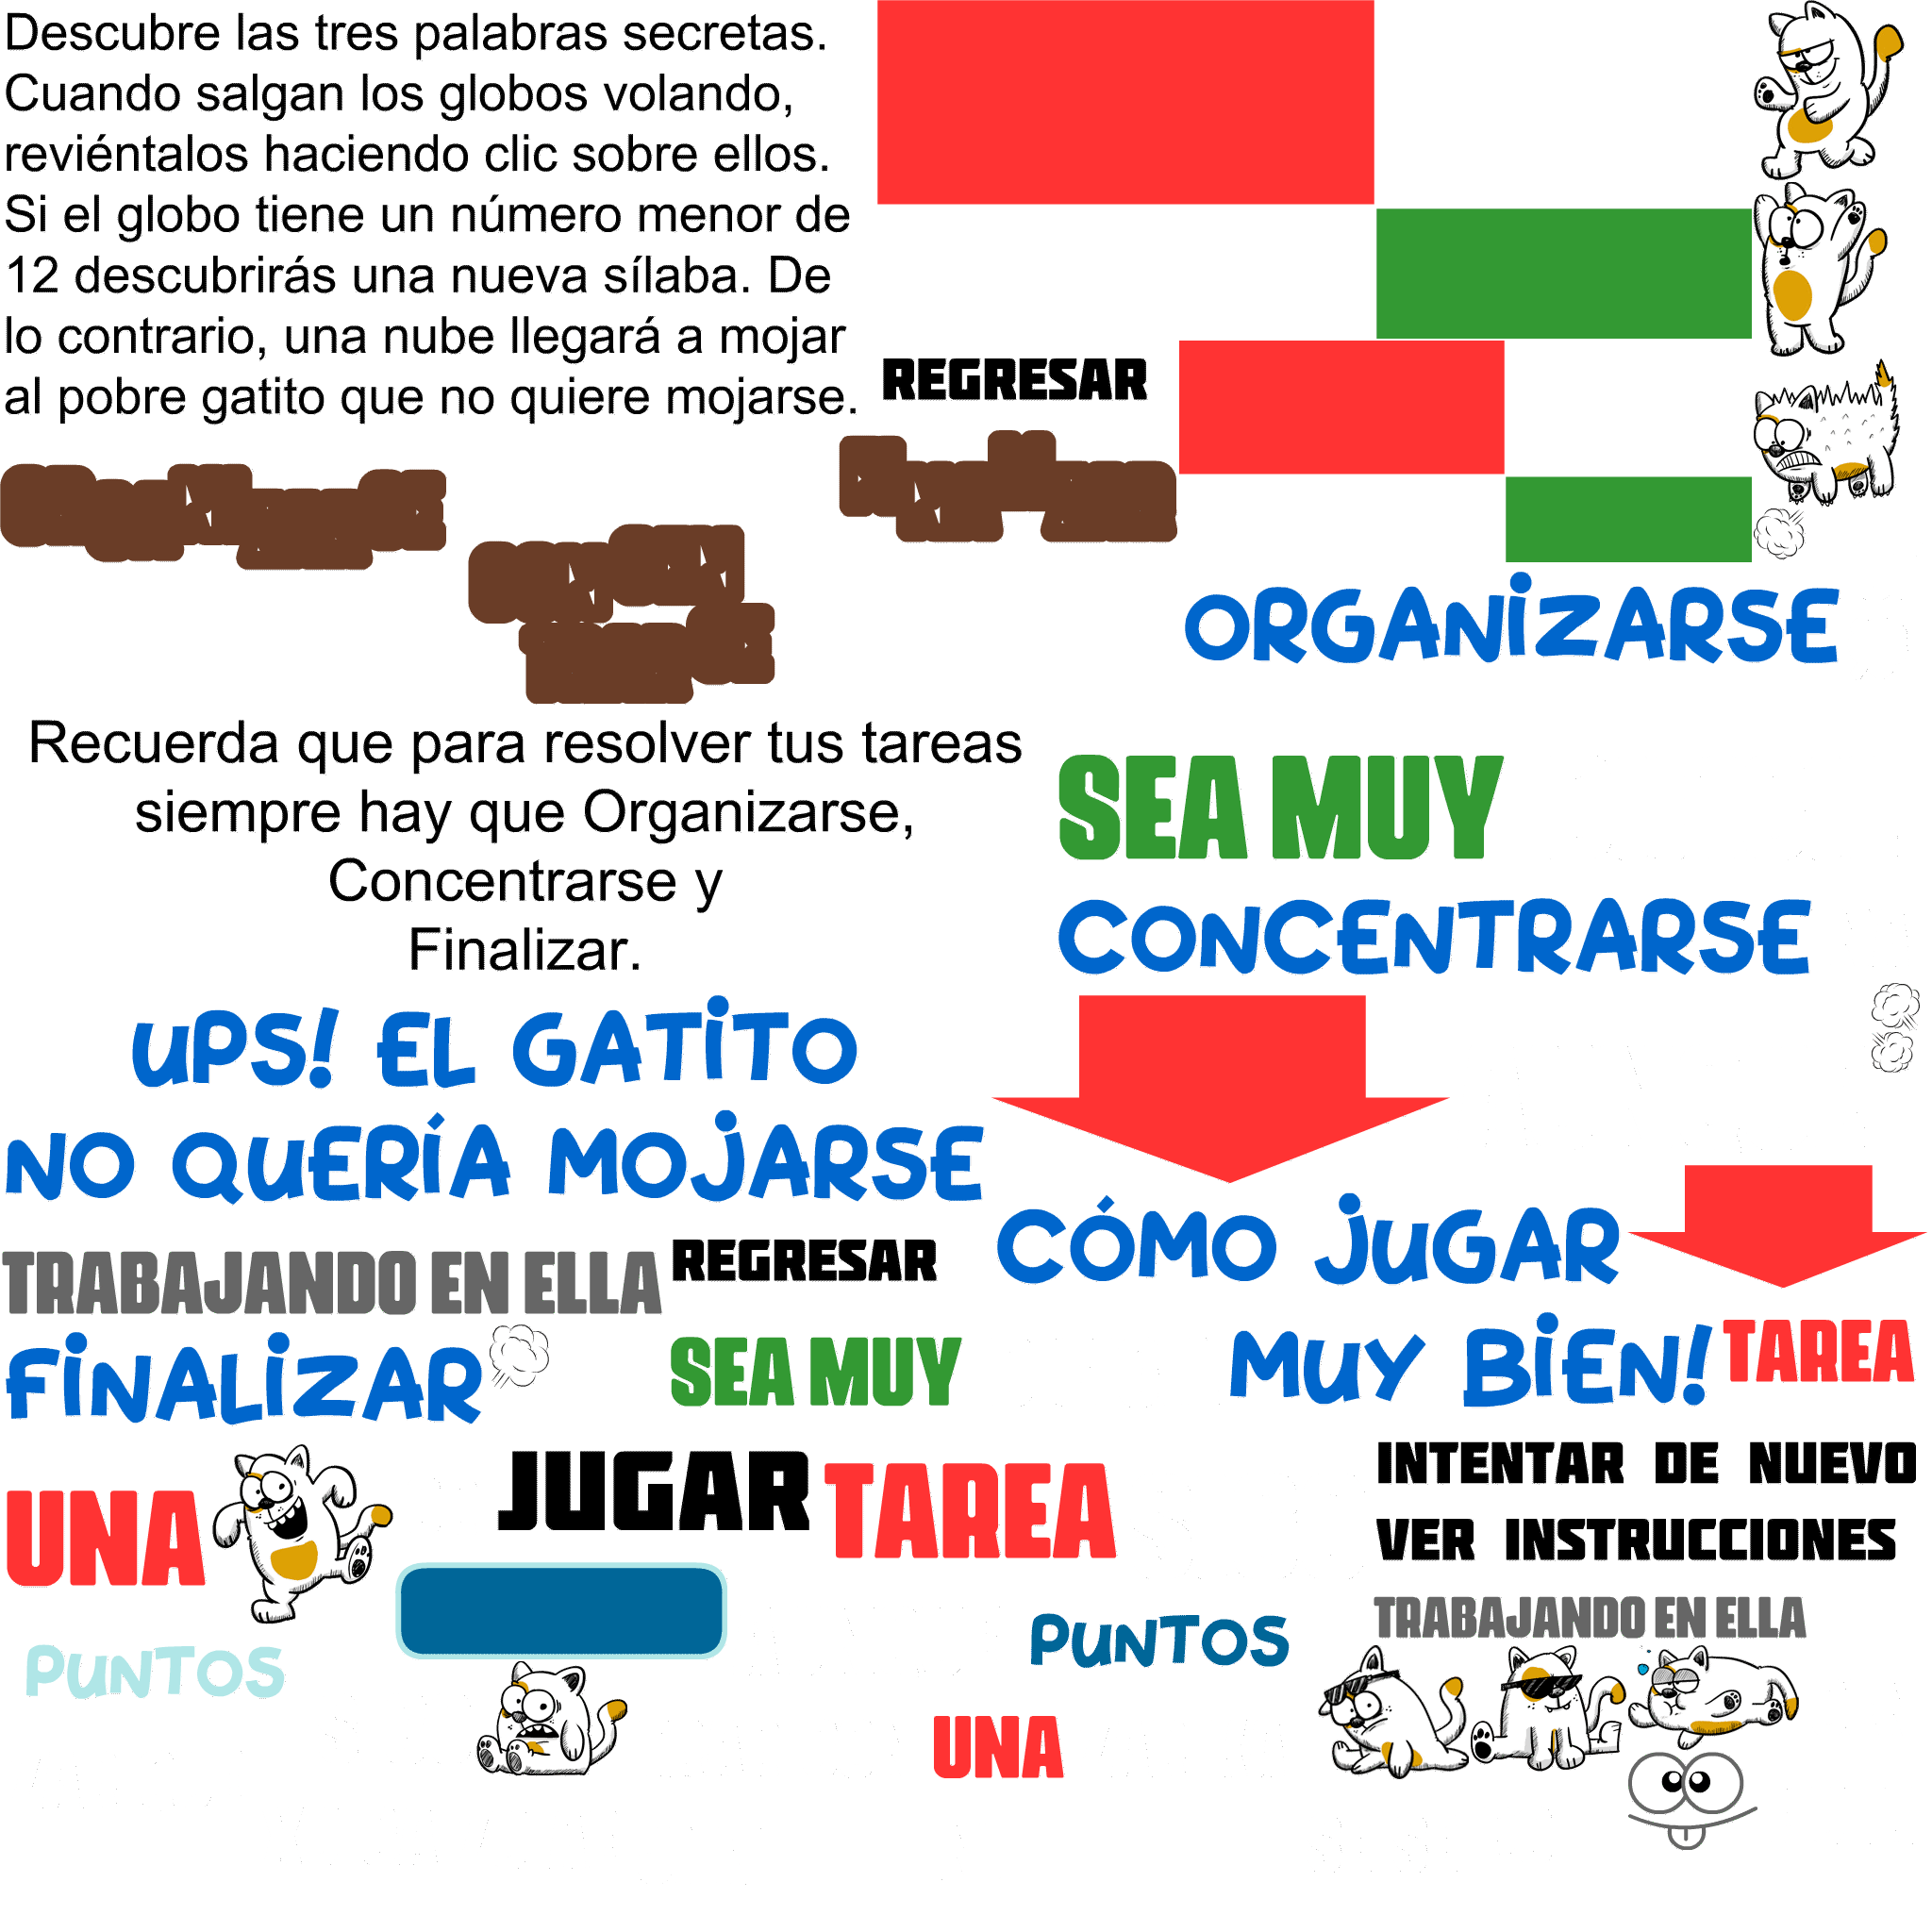 Descubre las tres palabras secretas.
Cuando salgan los globos volando,
reviéntalos haciendo clic sobre ellos.
Si el globo tiene un número menor de
12 descubrirás una nueva sílaba. De
lo contrario, una nube llegará a mojar
al pobre gatito que no quiere mojarse.
REGRESAR
ORGANIZARSE
Recuerda que para resolver tus tareas
siempre hay que Organizarse,
Concentrarse y
Finalizar.
SEA MUY
CONCENTRARSE
UPS! EL GATITO
NO QUERÍA MOJARSE
CÓMO JUGAR
TRABAJANDO EN ELLA
REGRESAR
FINALIZAR
SEA MUY
MUY BIEN!
TAREA
UNA
JUGAR
TAREA
INTENTAR DE NUEVO
VER INSTRUCCIONES
TRABAJANDO EN ELLA
PUNTOS
PUNTOS
UNA